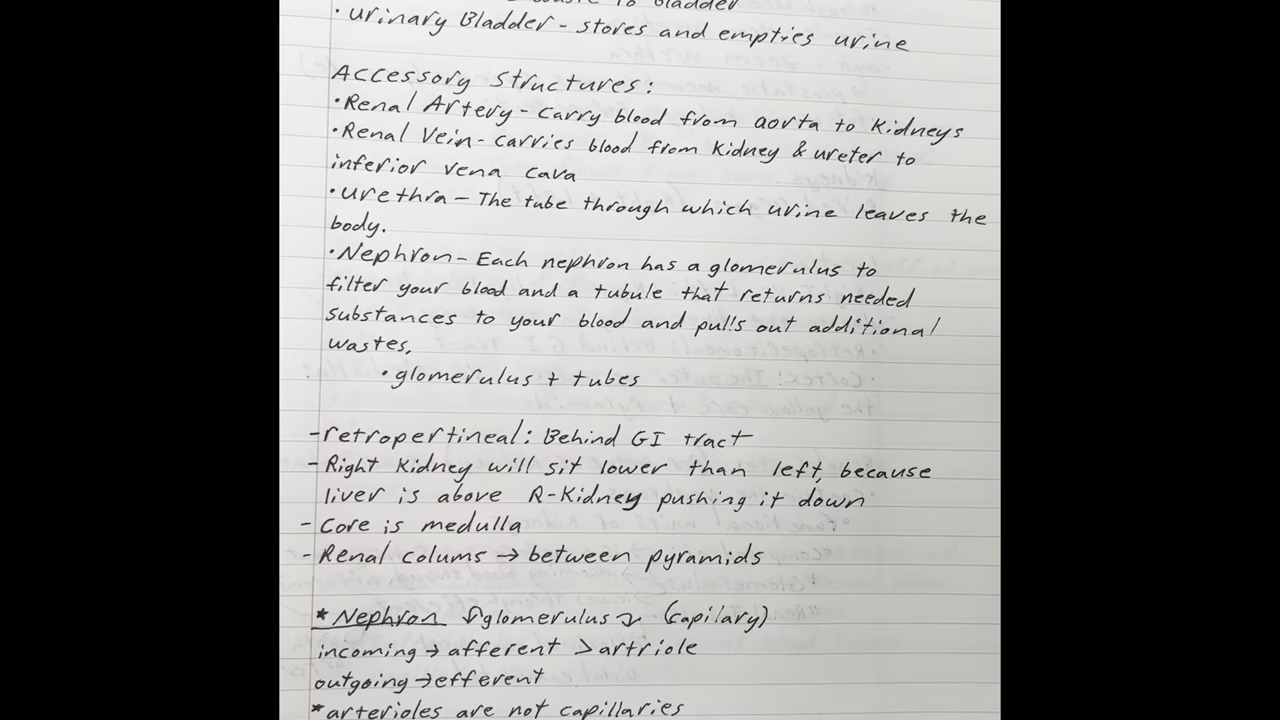 waste to bladder
• Urinary Bladder - stores and empties urine
Accessory Structures:
• Renal Artery - carry blood from aorta to Kidneys
• Renal Vein - carries blood from Kidney & ureter to
inferior vena cava
• Urethra - The tube through which urine leaves the
body.
• Nephron - Each nephron has a glomerulus to
filter your blood and a tubule that returns needed
substances to your blood and pulls out additional
wastes.
• glomerulus + tubes
- retropertineal: Behind GI tract
- Right Kidney will sit lower than left, because
liver is above R-Kidney pushing it down
- Core is medulla
- Renal colums → between pyramids
* Nephron glomerulus (capilary)
incoming → afferent > artriole
outgoing → efferent
* arterioles are not capillaries